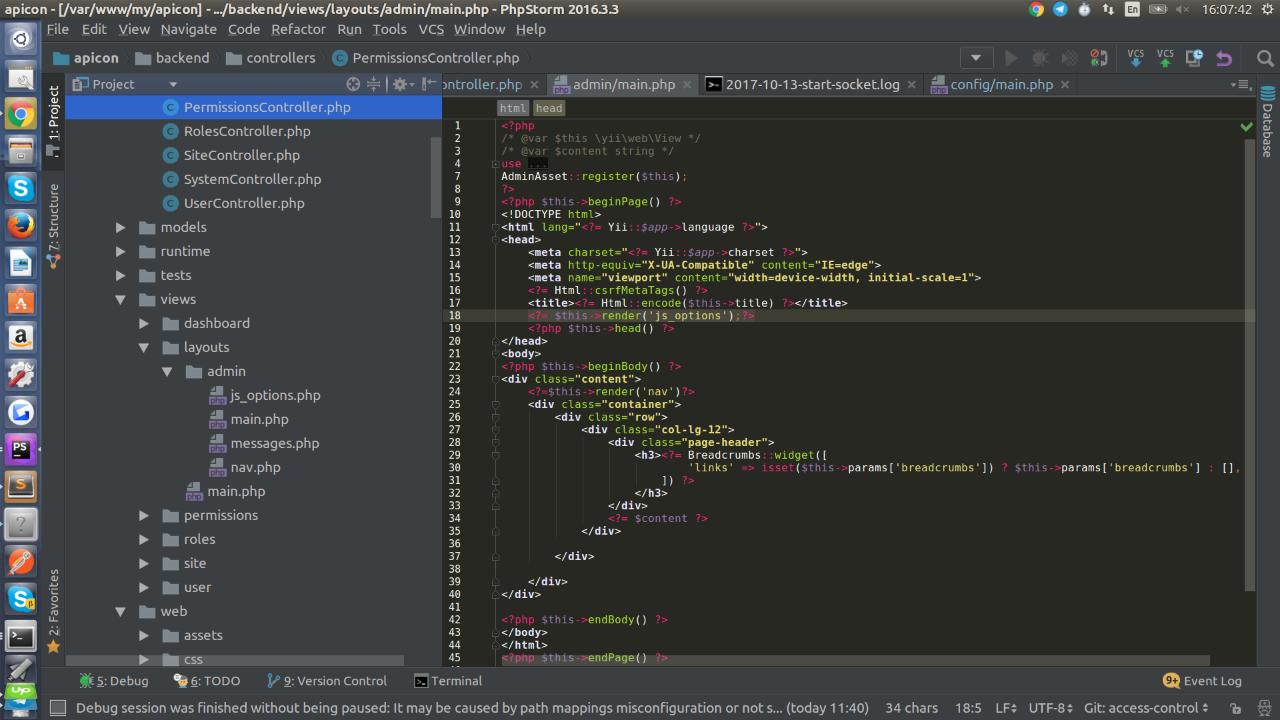 apicon - [/var/www/my/apicon] - .../backend/views/layouts/admin/main.php - PhpStorm 2016.3.3
En
16:07:42
File Edit View Navigate Code Refactor Run Tools VCS Window Help
apicon backend controllers PermissionsController.php
VCS VCS
Project
ontroller.php admin/main.php 2017-10-13-start-socket.log config/main.php
1: Project
7: Structure
2: Favorites
Database
PermissionsController.php
RolesController.php
SiteController.php
SystemController.php
UserController.php
models
runtime
tests
views
dashboard
layouts
admin
js_options.php
main.php
messages.php
nav.php
main.php
permissions
roles
site
user
web
assets
css
html head
1 <?php
2 /* @var $this \yii\web\View */
3 /* @var $content string */
4 use ...
7 AdminAsset::register($this);
8 ?>
9 <?php $this->beginPage() ?>
10 <!DOCTYPE html>
11 <html lang="<?= Yii::$app->language ?>">
12 <head>
13 <meta charset="<?= Yii::$app->charset ?>">
14 <meta http-equiv="X-UA-Compatible" content="IE=edge">
15 <meta name="viewport" content="width=device-width, initial-scale=1">
16 <?= Html::csrfMetaTags() ?>
17 <title><?= Html::encode($this->title) ?></title>
18 <?= $this->render('js_options');?>
19 <?php $this->head() ?>
20 </head>
21 <body>
22 <?php $this->beginBody() ?>
23 <div class="content">
24 <?=$this->render('nav')?>
25 <div class="container">
26 <div class="row">
27 <div class="col-lg-12">
28 <div class="page-header">
29 <h3><?= Breadcrumbs::widget([
30 'links' => isset($this->params['breadcrumbs']) ? $this->params['breadcrumbs'] : [],
31 ]) ?>
32 </h3>
33 </div>
34 <?= $content ?>
35 </div>
36
37 </div>
38
39 </div>
40 </div>
41
42 <?php $this->endBody() ?>
43 </body>
44 </html>
45 <?php $this->endPage() ?>
5: Debug 6: TODO 9: Version Control Terminal 9+ Event Log
Debug session was finished without being paused: It may be caused by path mappings misconfiguration or not s... (today 11:40) 34 chars 18:5 LF UTF-8 Git: access-control